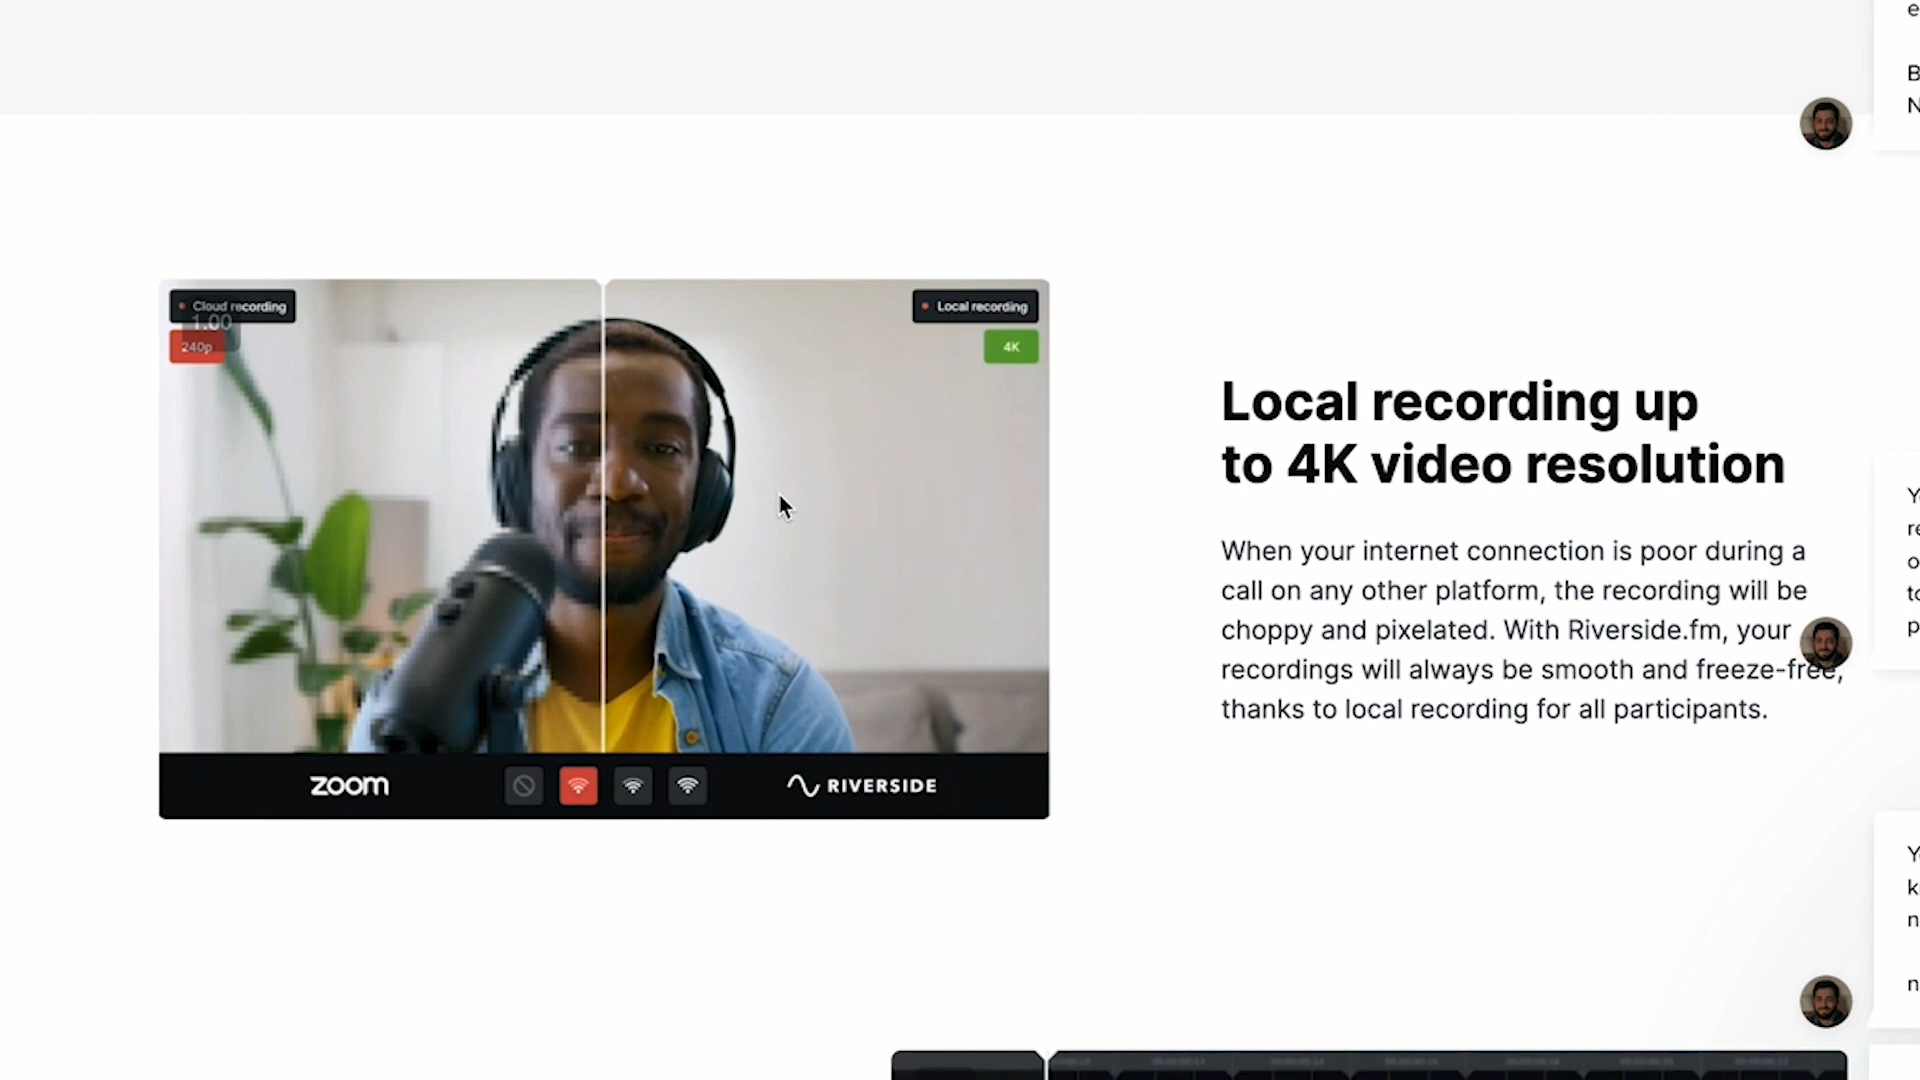 Cloud recording
1.00
240p
Local recording
4K
zoom
RIVERSIDE
Local recording up
to 4K video resolution
When your internet connection is poor during a
call on any other platform, the recording will be
choppy and pixelated. With Riverside.fm, your
recordings will always be smooth and freeze-free,
thanks to local recording for all participants.